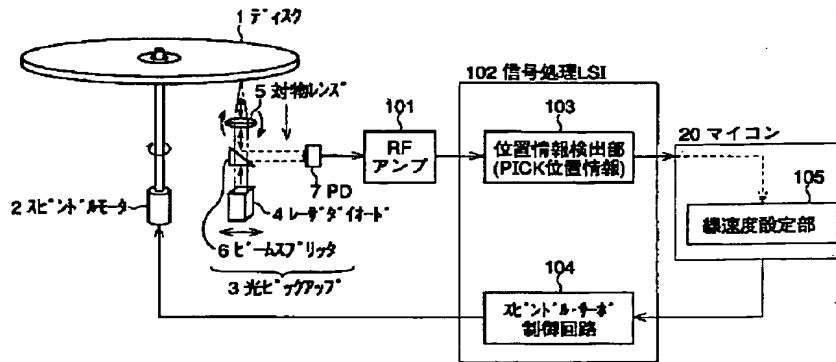 1 ディスク
102 信号処理LSI
5 対物レンズ
101
RF
アンプ
103
位置情報検出部
(PICK位置情報)
20 マイコン
105
線速度設定部
7 PD
2 スピンドルモータ
4 レーザダイオード
6 ビームスプリッタ
3 光ピックアップ
104
スピンドル・サーボ
制御回路